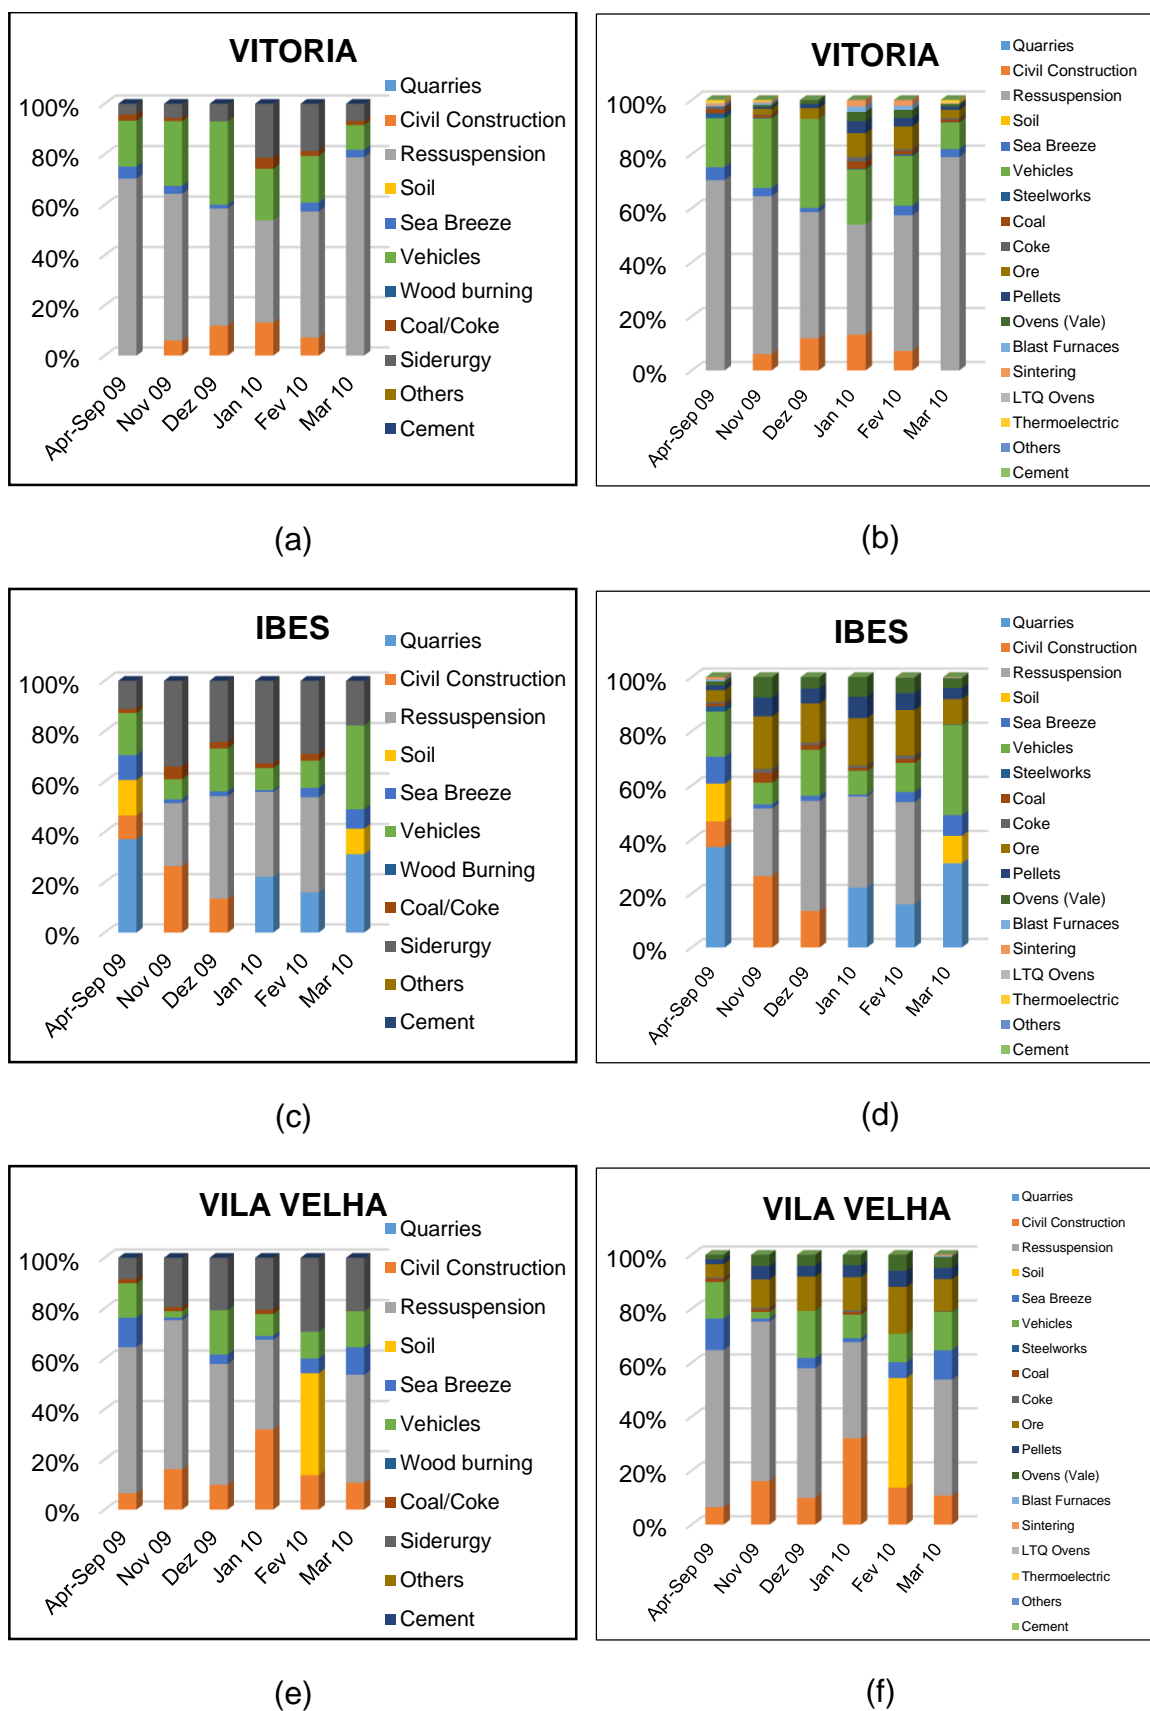 VITORIA
100%
80%
60%
40%
20%
0%
Apr-Sep 09
Nov 09
Dez 09
Jan 10
Fev 10
Mar 10
Quarries
Civil Construction
Ressuspension
Soil
Sea Breeze
Vehicles
Wood burning
Coal/Coke
Siderurgy
Others
Cement
(a)
VITORIA
100%
80%
60%
40%
20%
0%
Apr-Sep 09
Nov 09
Dez 09
Jan 10
Fev 10
Mar 10
Quarries
Civil Construction
Ressuspension
Soil
Sea Breeze
Vehicles
Steelworks
Coal
Coke
Ore
Pellets
Ovens (Vale)
Blast Furnaces
Sintering
LTQ Ovens
Thermoelectric
Others
Cement
(b)
IBES
100%
80%
60%
40%
20%
0%
Apr-Sep 09
Nov 09
Dez 09
Jan 10
Fev 10
Mar 10
Quarries
Civil Construction
Ressuspension
Soil
Sea Breeze
Vehicles
Wood Burning
Coal/Coke
Siderurgy
Others
Cement
(c)
IBES
100%
80%
60%
40%
20%
0%
Apr-Sep 09
Nov 09
Dez 09
Jan 10
Fev 10
Mar 10
Quarries
Civil Construction
Ressuspension
Soil
Sea Breeze
Vehicles
Steelworks
Coal
Coke
Ore
Pellets
Ovens (Vale)
Blast Furnaces
Sintering
LTQ Ovens
Thermoelectric
Others
Cement
(d)
VILA VELHA
100%
80%
60%
40%
20%
0%
Apr-Sep 09
Nov 09
Dez 09
Jan 10
Fev 10
Mar 10
Quarries
Civil Construction
Ressuspension
Soil
Sea Breeze
Vehicles
Wood burning
Coal/Coke
Siderurgy
Others
Cement
(e)
VILA VELHA
100%
80%
60%
40%
20%
0%
Apr-Sep 09
Nov 09
Dez 09
Jan 10
Fev 10
Mar 10
Quarries
Civil Construction
Ressuspension
Soil
Sea Breeze
Vehicles
Steelworks
Coal
Coke
Ore
Pellets
Ovens (Vale)
Blast Furnaces
Sintering
LTQ Ovens
Thermoelectric
Others
Cement
(f)